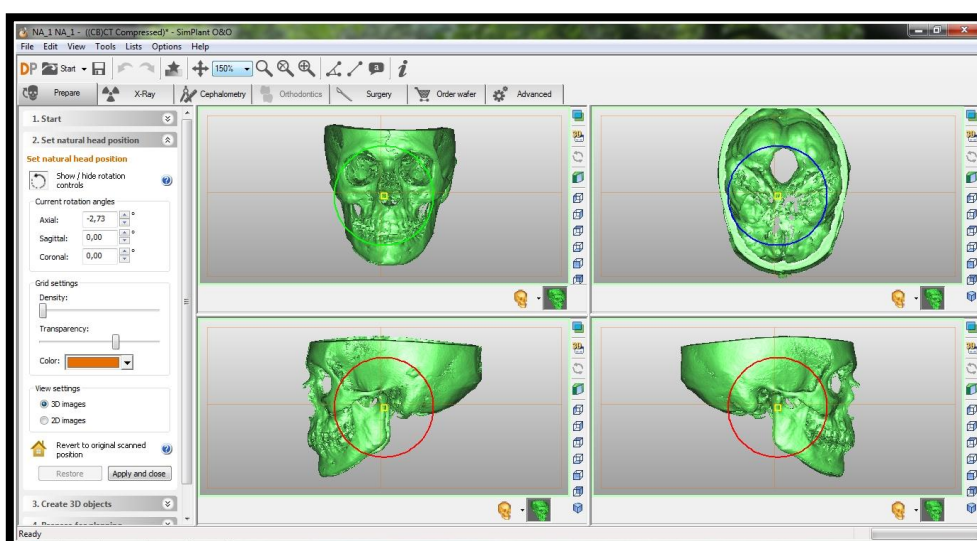 NA_1 NA_1 - ((CB)CT Compressed)* - SimPlant O&O
File Edit View Tools Lists Options Help
DP Start 150% a i
Prepare X-Ray Cephalometry Orthodontics Surgery Order wafer Advanced
1. Start
2. Set natural head position
Set natural head position
Show / hide rotation
controls
Current rotation angles
Axial: -2,73 °
Sagittal: 0,00 °
Coronal: 0,00 °
Grid settings
Density:
Transparency:
Color:
View settings
3D images
2D images
Revert to original scanned
position
Restore Apply and close
3. Create 3D objects
4. Prepare for planning
Ready